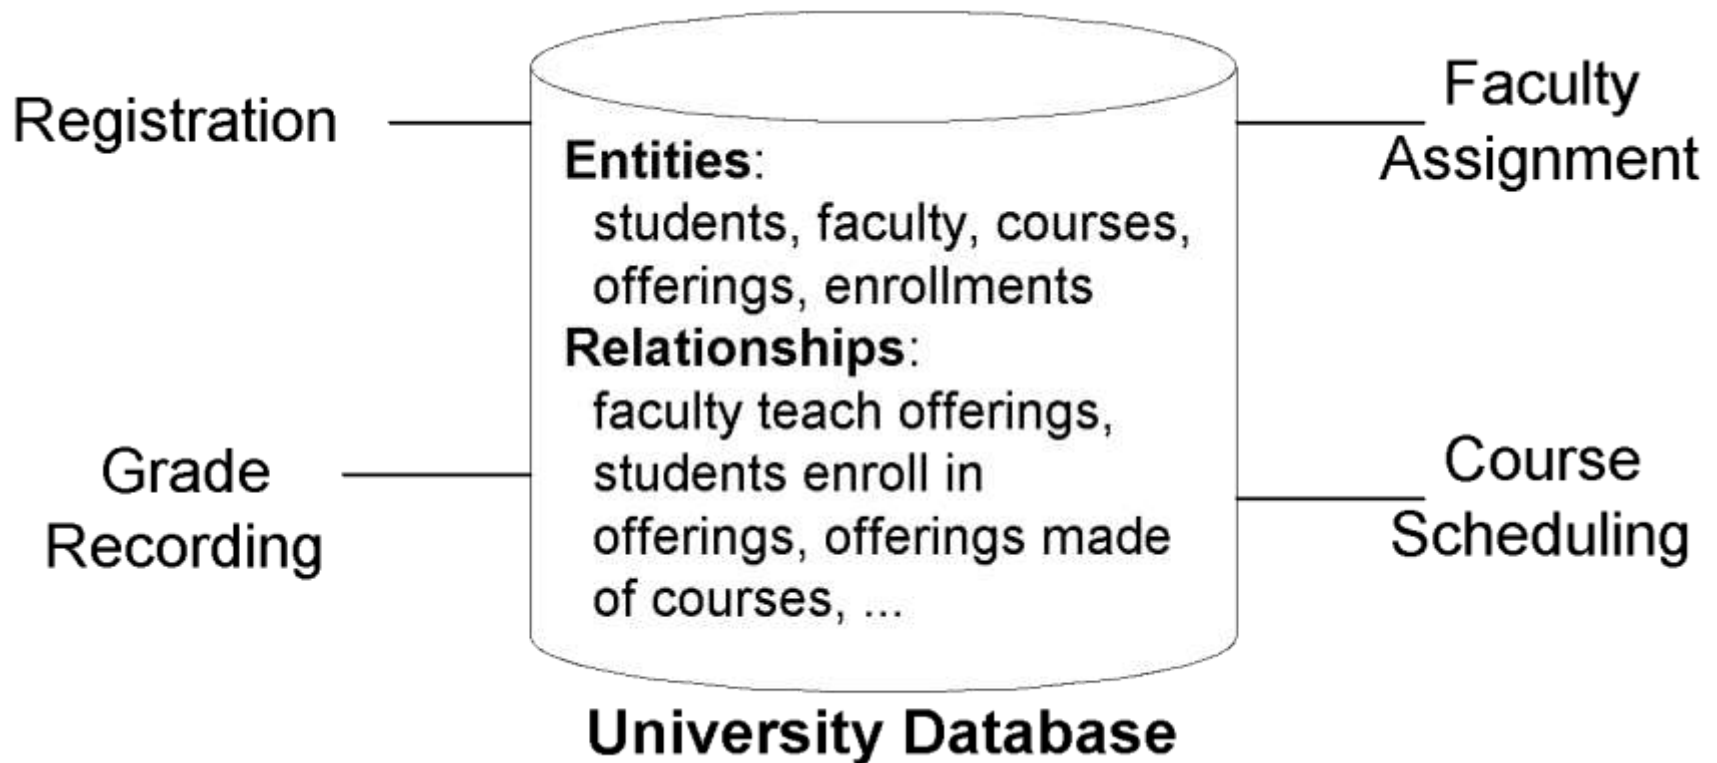 Registration
Grade
Recording
Entities:
students, faculty, courses,
offerings, enrollments
Relationships:
faculty teach offerings,
students enroll in
offerings, offerings made
of courses, ...
Faculty
Assignment
Course
Scheduling
University Database